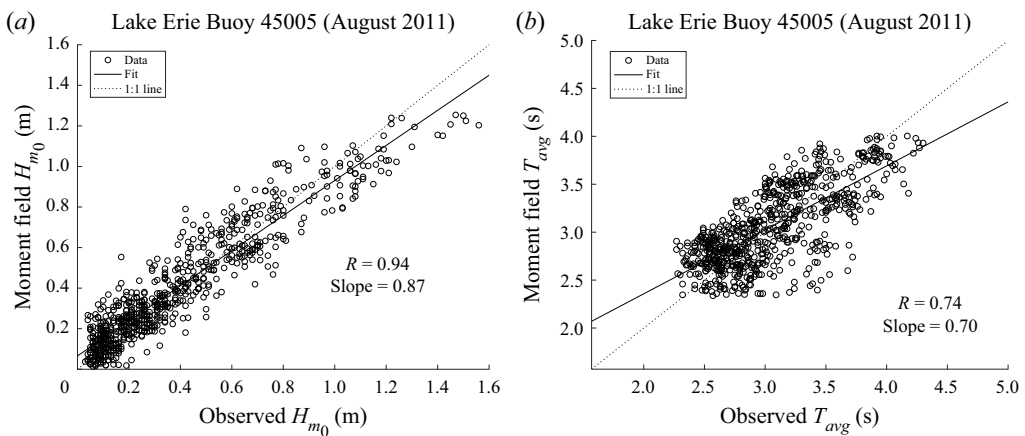 (a) Lake Erie Buoy 45005 (August 2011)
1.6
1.4
1.2
1.0
0.8
0.6
0.4
0.2
0 0.2 0.4 0.6 0.8 1.0 1.2 1.4 1.6
Moment field Hm0 (m)
Observed Hm0 (m)
Data
Fit
1:1 line
R = 0.94
Slope = 0.87
(b) Lake Erie Buoy 45005 (August 2011)
5.0
4.5
4.0
3.5
3.0
2.5
2.0
2.0 2.5 3.0 3.5 4.0 4.5 5.0
Moment field Tavg (s)
Observed Tavg (s)
Data
Fit
1:1 line
R = 0.74
Slope = 0.70